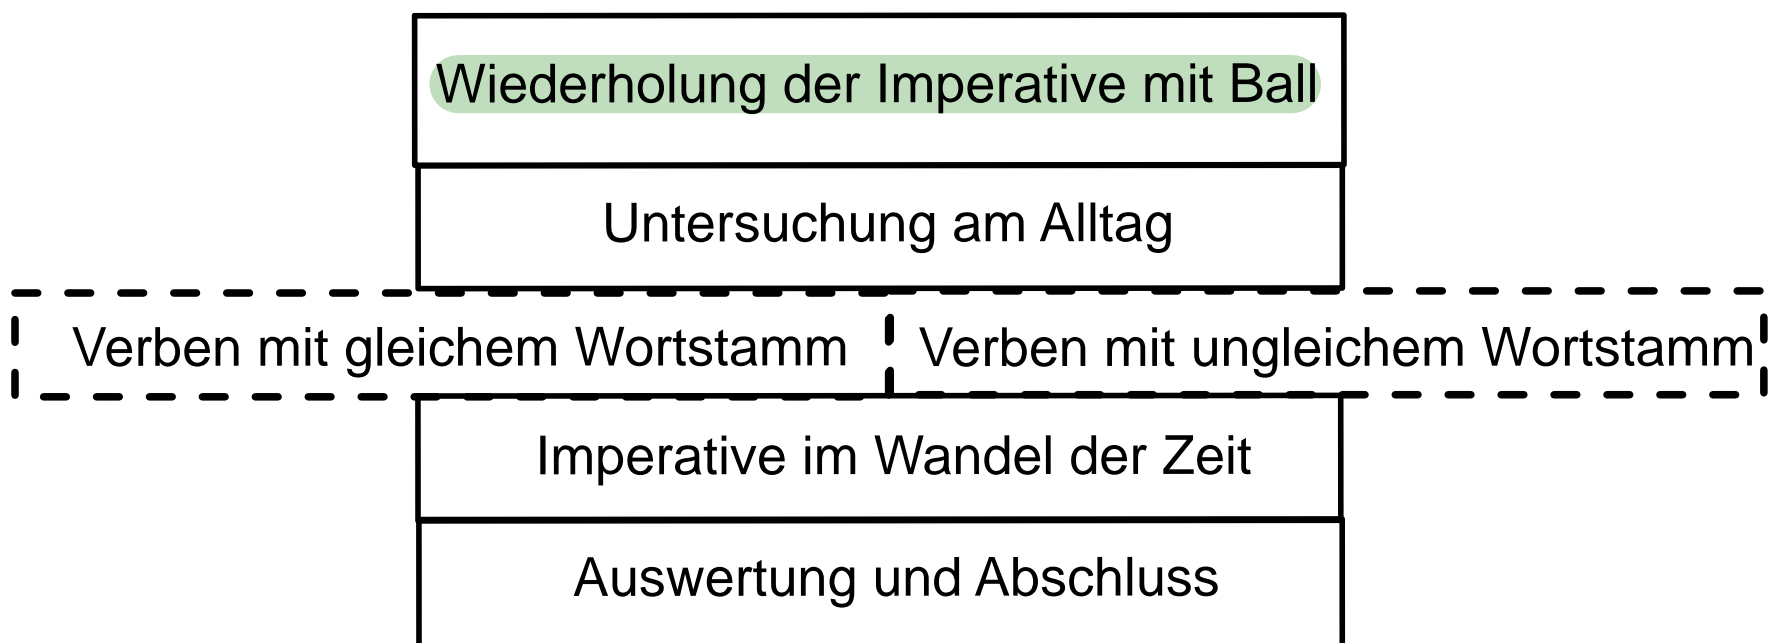 Wiederholung der Imperative mit Ball
Untersuchung am Alltag
Verben mit gleichem Wortstamm
Verben mit ungleichem Wortstamm
Imperative im Wandel der Zeit
Auswertung und Abschluss